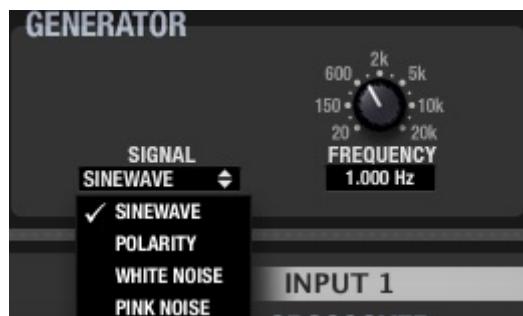 GENERATOR
2k
600
5k
150
10k
20
20k
SIGNAL
FREQUENCY
SINEWAVE
1.000 Hz
SINEWAVE
POLARITY
WHITE NOISE
INPUT 1
PINK NOISE